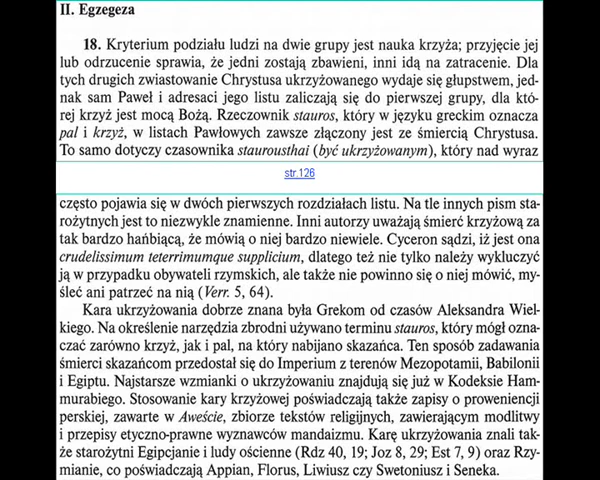 II. Egzegeza
18. Kryterium podziału ludzi na dwie grupy jest nauka krzyża; przyjęcie jej
lub odrzucenie sprawia, że jedni zostają zbawieni, inni idą na zatracenie. Dla
tych drugich zwiastowanie Chrystusa ukrzyżowanego wydaje się głupstwem, jed-
nak sam Paweł i adresaci jego listu zaliczają się do pierwszej grupy, dla któ-
rej krzyż jest mocą Bożą. Rzeczownik stauros, który w języku greckim oznacza
pal i krzyż, w listach Pawłowych zawsze złączony jest ze śmiercią Chrystusa.
To samo dotyczy czasownika staurousthai (być ukrzyżowanym), który nad wyraz
str.126
często pojawia się w dwóch pierwszych rozdziałach listu. Na tle innych pism sta-
rożytnych jest to niezwykle znamienne. Inni autorzy uważają śmierć krzyżową za
tak bardzo hańbiącą, że mówią o niej bardzo niewiele. Cyceron sądzi, iż jest ona
crudelissimum teterrimumque supplicium, dlatego też nie tylko należy wykluczyć
ją w przypadku obywateli rzymskich, ale także nie powinno się o niej mówić, my-
śleć ani patrzeć na nią (Verr. 5, 64).
Kara ukrzyżowania dobrze znana była Grekom od czasów Aleksandra Wiel-
kiego. Na określenie narzędzia zbrodni używano terminu stauros, który mógł ozna-
czać zarówno krzyż, jak i pal, na który nabijano skazańca. Ten sposób zadawania
śmierci skazańcom przedostał się do Imperium z terenów Mezopotamii, Babilonii
i Egiptu. Najstarsze wzmianki o ukrzyżowaniu znajdują się już w Kodeksie Ham-
murabiego. Stosowanie kary krzyżowej poświadczają także zapisy o proweniencji
perskiej, zawarte w Aweście, zbiorze tekstów religijnych, zawierającym modlitwy
i przepisy etyczno-prawne wyznawców mandaizmu. Karę ukrzyżowania znali tak-
że starożytni Egipcjanie i ludy ościenne (Rdz 40, 19; Joz 8, 29; Est 7, 9) oraz Rzy-
mianie, co poświadczają Appian, Florus, Liwiusz czy Swetoniusz i Seneka.